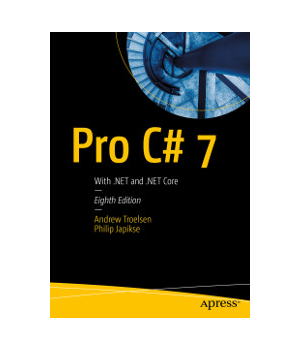 Pro C# 7
With .NET and .NET Core
Eighth Edition
Andrew Troelsen
Philip Japikse
Apress®